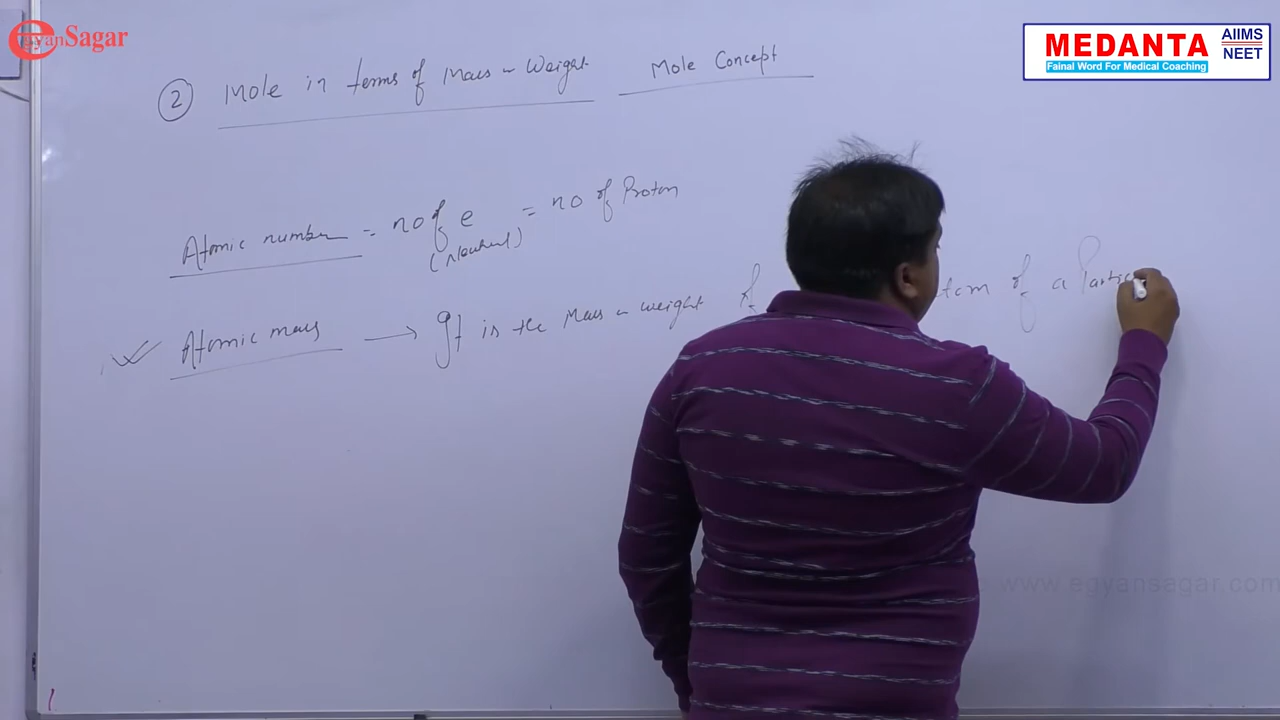 egyanSagar
MEDANTA AIIMS NEET
Fainal Word For Medical Coaching
② Mole in terms of Mass or Weight Mole Concept
Atomic number = no of e = no of Proton
(Neutral)
Atomic mass → It is the Mass or weight of atom of a Partic
www.egyansagar.com